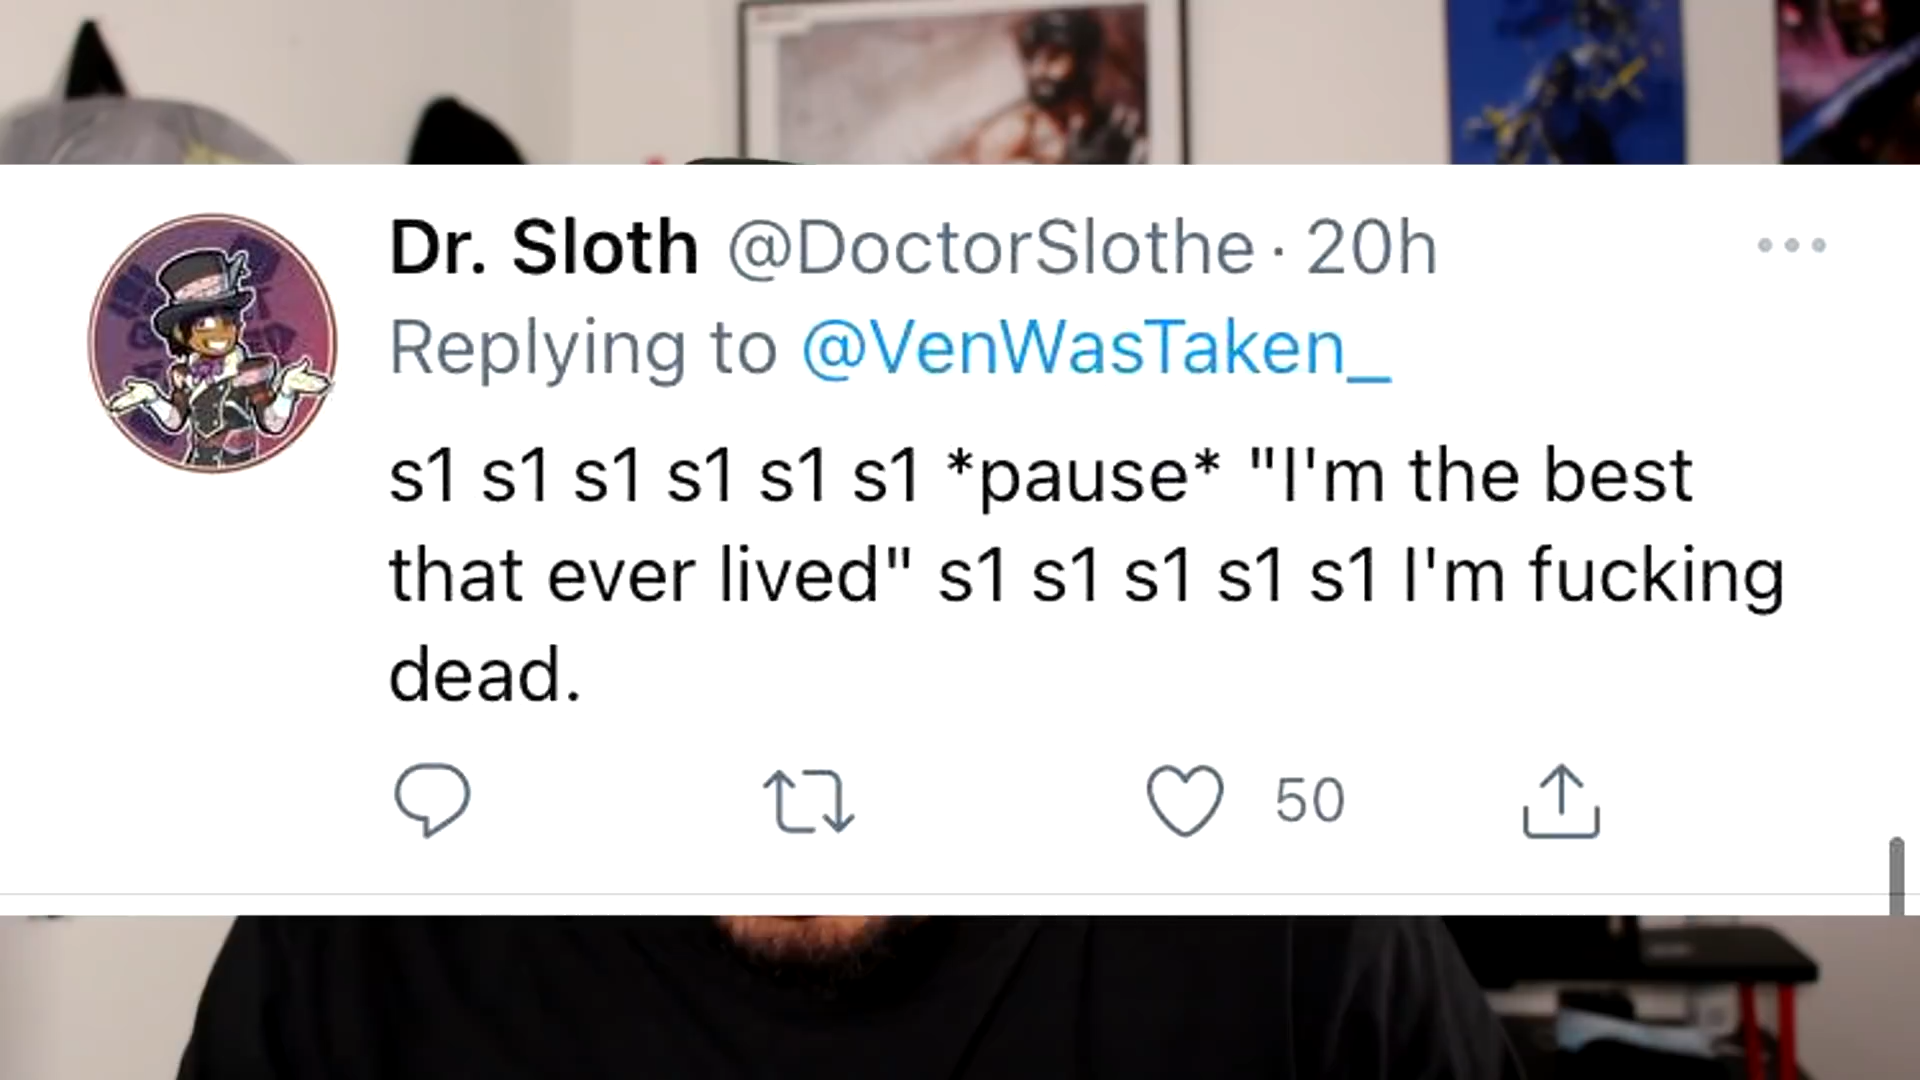 Dr. Sloth @DoctorSlothe · 20h
Replying to @VenWasTaken_
s1 s1 s1 s1 s1 s1 *pause* "I'm the best
that ever lived" s1 s1 s1 s1 s1 I'm fucking
dead.
50